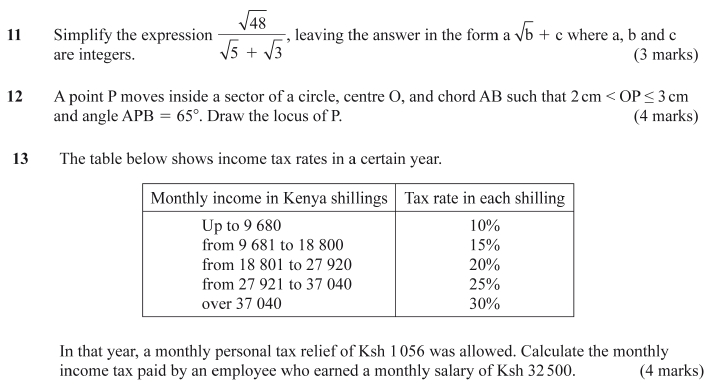 11 Simplify the expression √48 / (√5 + √3), leaving the answer in the form a √b + c where a, b and c
are integers. (3 marks)
12 A point P moves inside a sector of a circle, centre O, and chord AB such that 2 cm < OP ≤ 3 cm
and angle APB = 65°. Draw the locus of P. (4 marks)
13 The table below shows income tax rates in a certain year.
Monthly income in Kenya shillings Tax rate in each shilling
Up to 9 680 10%
from 9 681 to 18 800 15%
from 18 801 to 27 920 20%
from 27 921 to 37 040 25%
over 37 040 30%
In that year, a monthly personal tax relief of Ksh 1 056 was allowed. Calculate the monthly
income tax paid by an employee who earned a monthly salary of Ksh 32 500. (4 marks)